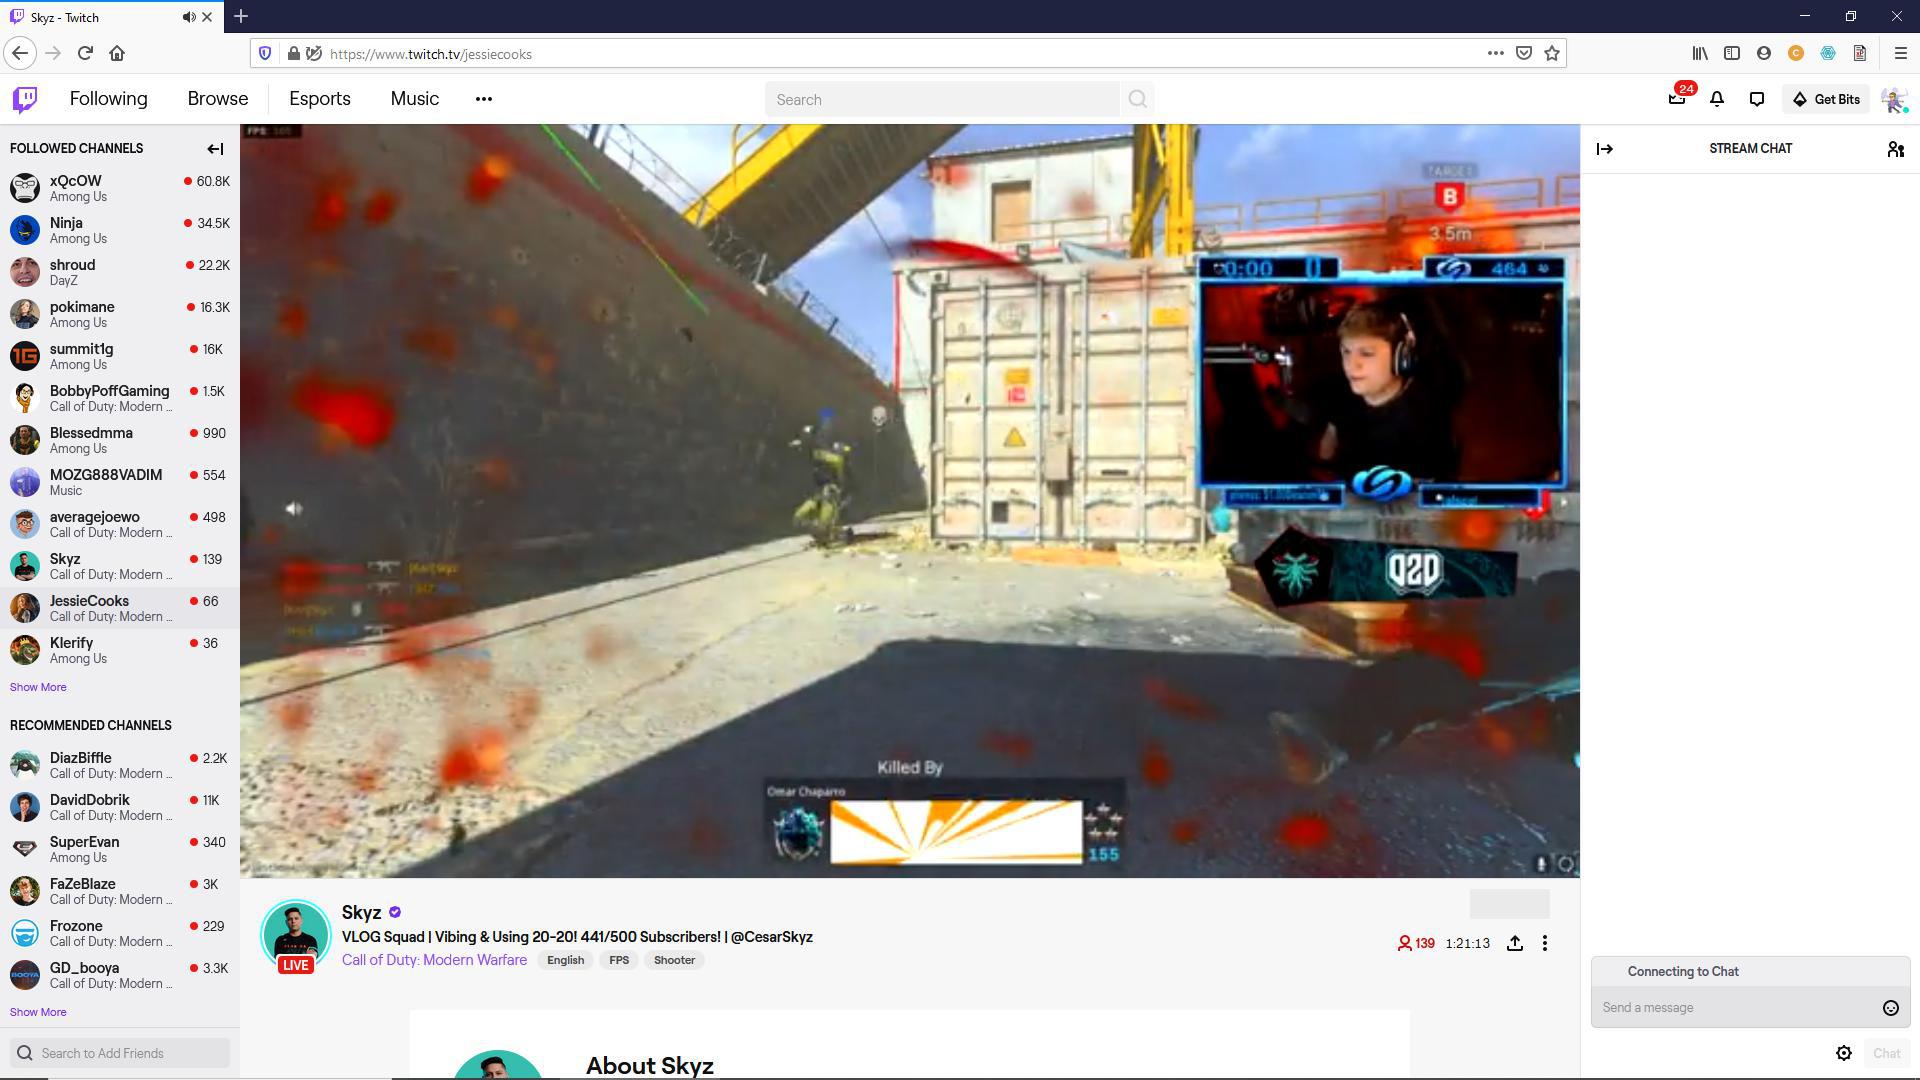 Skyz - Twitch
https://www.twitch.tv/jessiecooks
Following
Browse
Esports
Music
Search
24
Get Bits
FOLLOWED CHANNELS
xQcOW
60.8K
Among Us
Ninja
34.5K
Among Us
shroud
22.2K
DayZ
pokimane
16.3K
Among Us
summit1g
16K
Among Us
BobbyPoffGaming
1.5K
Call of Duty: Modern ...
Blessedmma
990
Among Us
MOZG888VADIM
554
Music
averagejoewo
498
Call of Duty: Modern ...
Skyz
139
Call of Duty: Modern ...
JessieCooks
66
Call of Duty: Modern ...
Klerify
36
Among Us
Show More
RECOMMENDED CHANNELS
DiazBiffle
2.2K
Call of Duty: Modern ...
DavidDobrik
11K
Call of Duty: Modern ...
SuperEvan
340
Among Us
FaZeBlaze
3K
Call of Duty: Modern ...
Frozone
229
Call of Duty: Modern ...
GD_booya
3.3K
Call of Duty: Modern ...
Show More
Search to Add Friends
FPS:
TARGET
B
3.5m
0:00
0
464
Killed By
Omar Chaparro
155
Skyz
VLOG Squad | Vibing & Using 20-20! 441/500 Subscribers! | @CesarSkyz
Call of Duty: Modern Warfare
English
FPS
Shooter
LIVE
139
1:21:13
About Skyz
STREAM CHAT
Connecting to Chat
Send a message
Chat